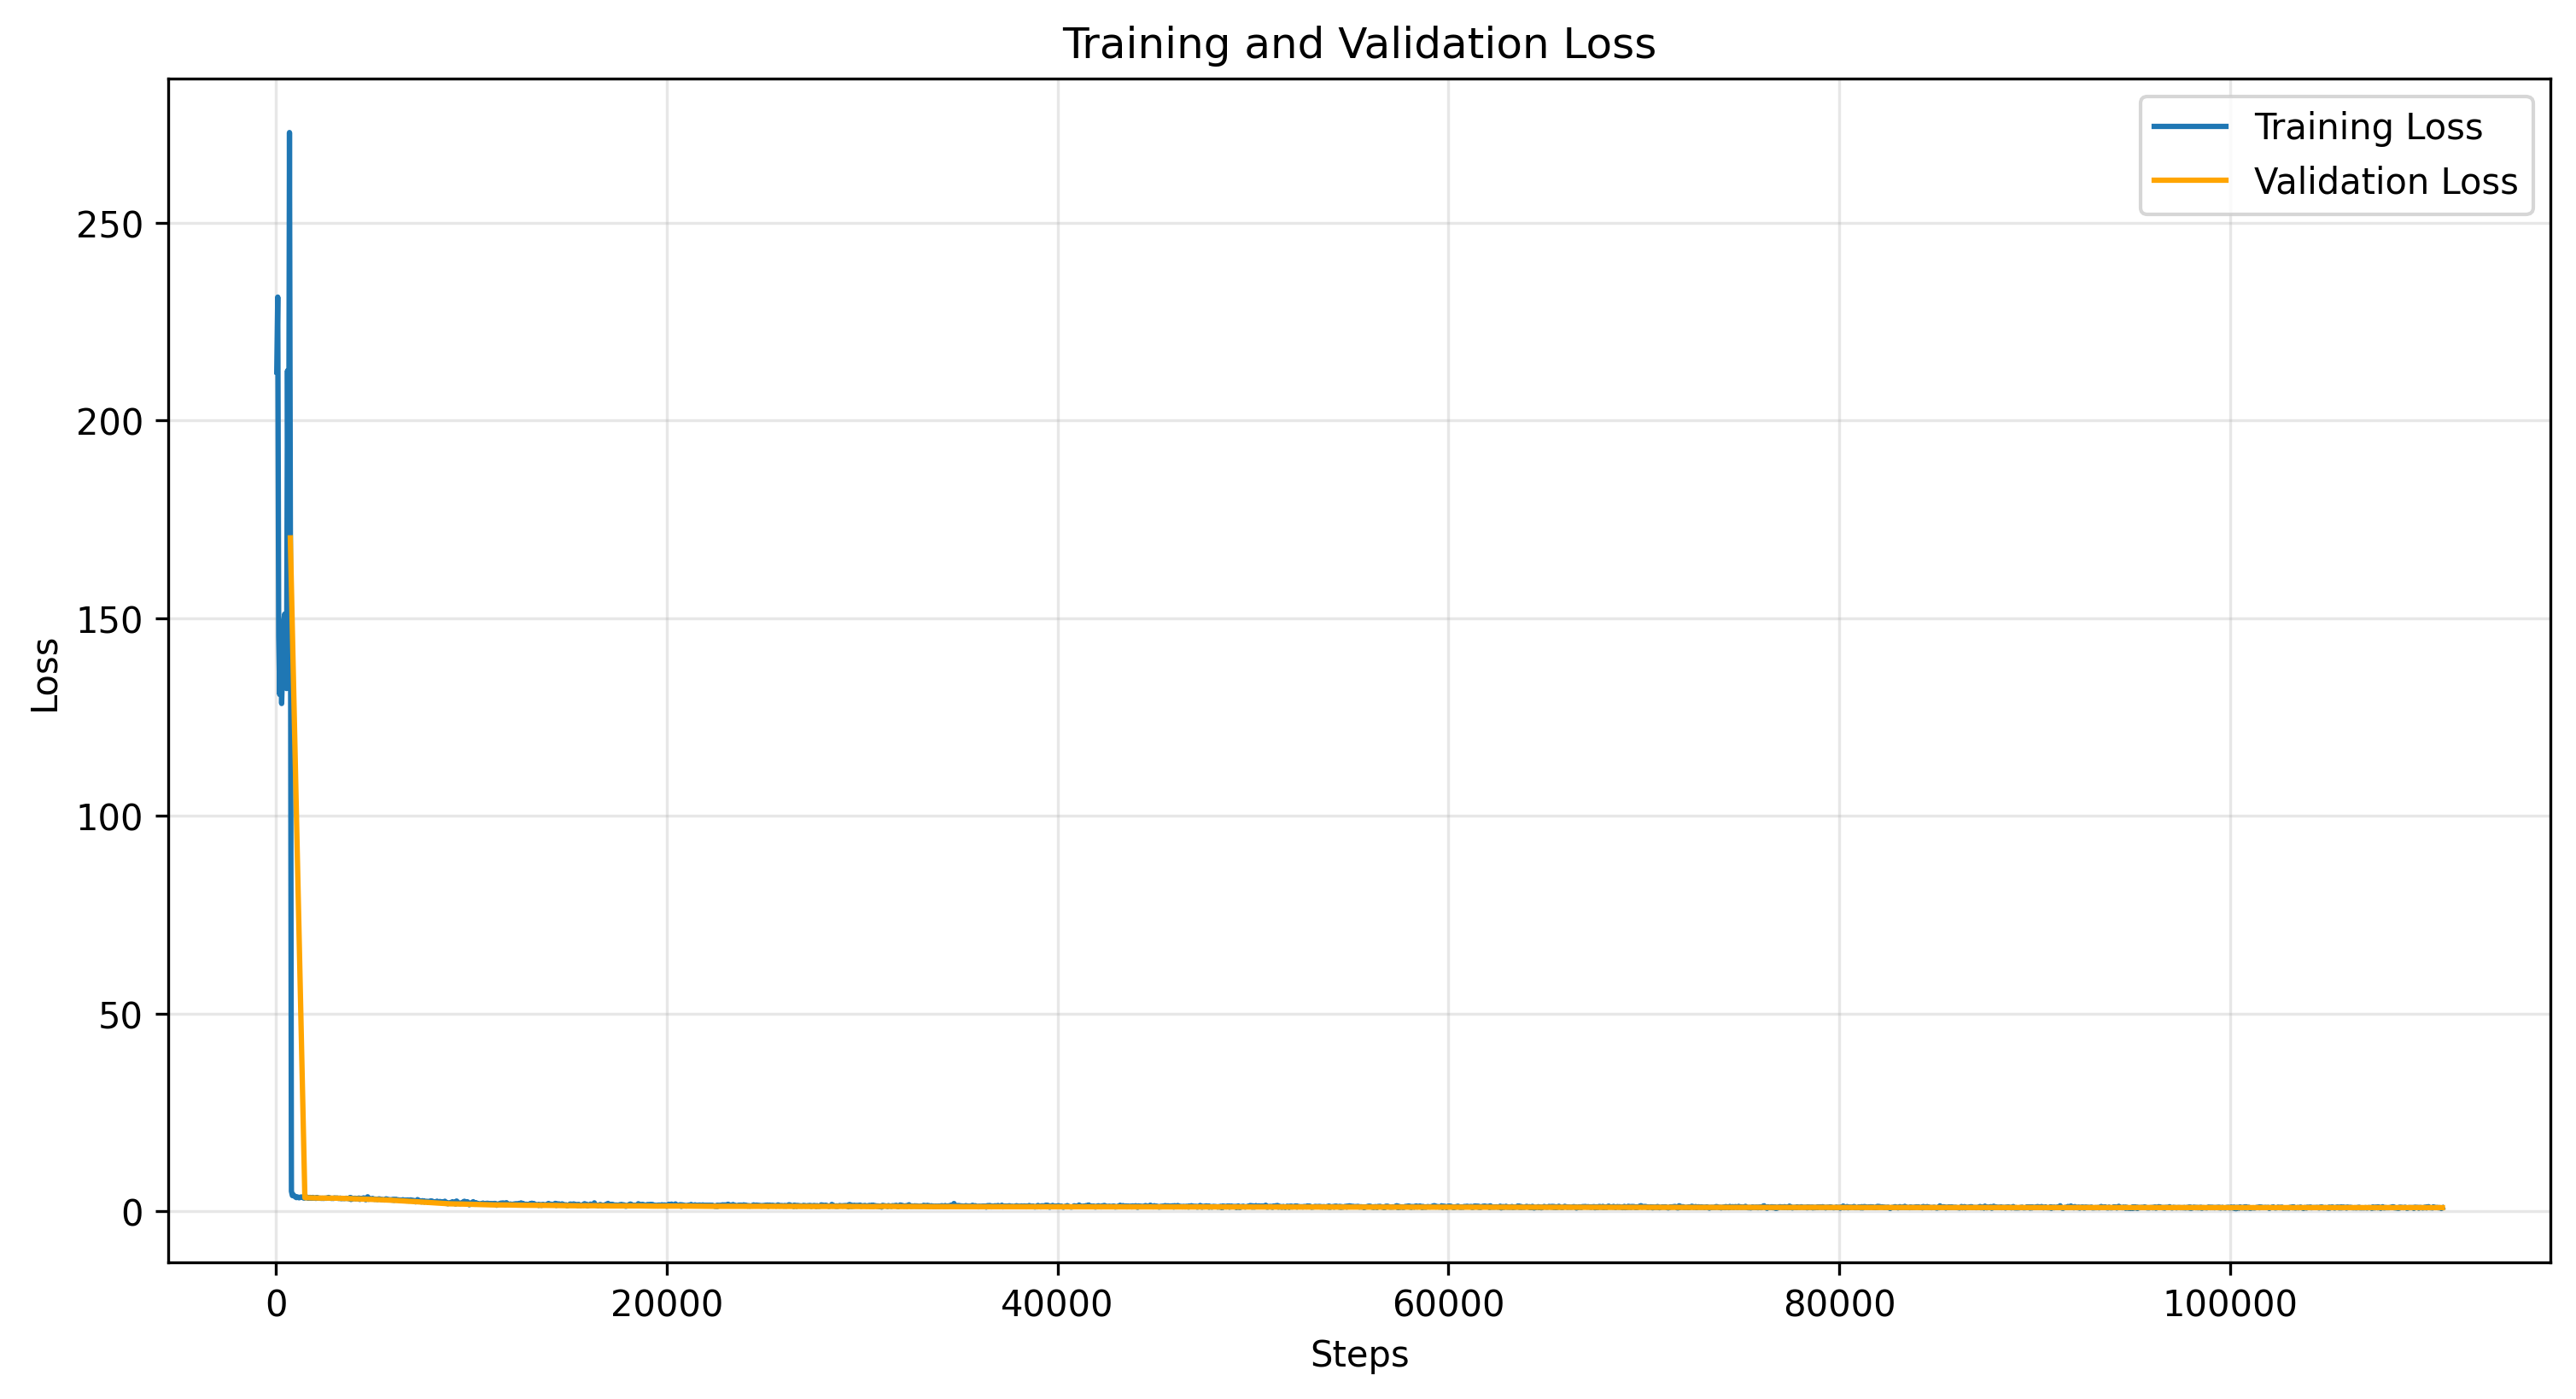 Training and Validation Loss
Training Loss
Validation Loss
250
200
150
100
50
0
Loss
0 20000 40000 60000 80000 100000
Steps